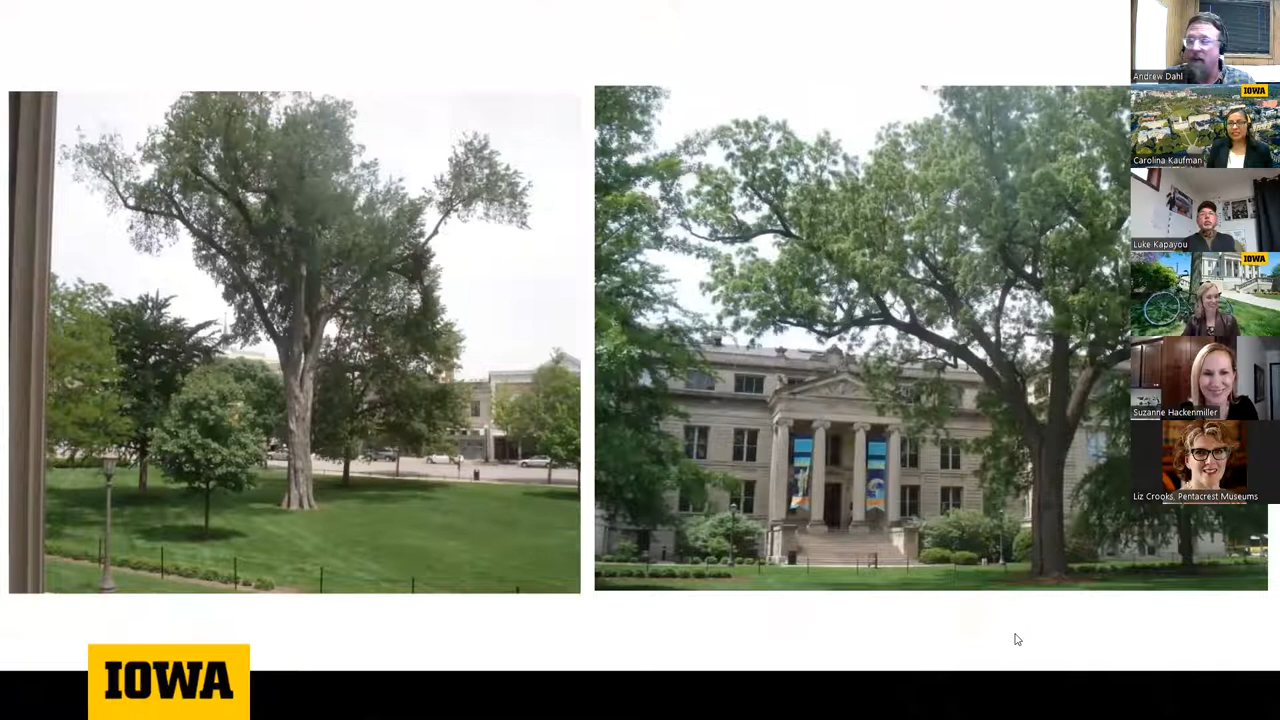 Andrew Dahl
IOWA
Carolina Kaufman
Luke Kapayou
IOWA
Suzanne Hackenmiller
Liz Crooks, Pentacrest Museums
IOWA